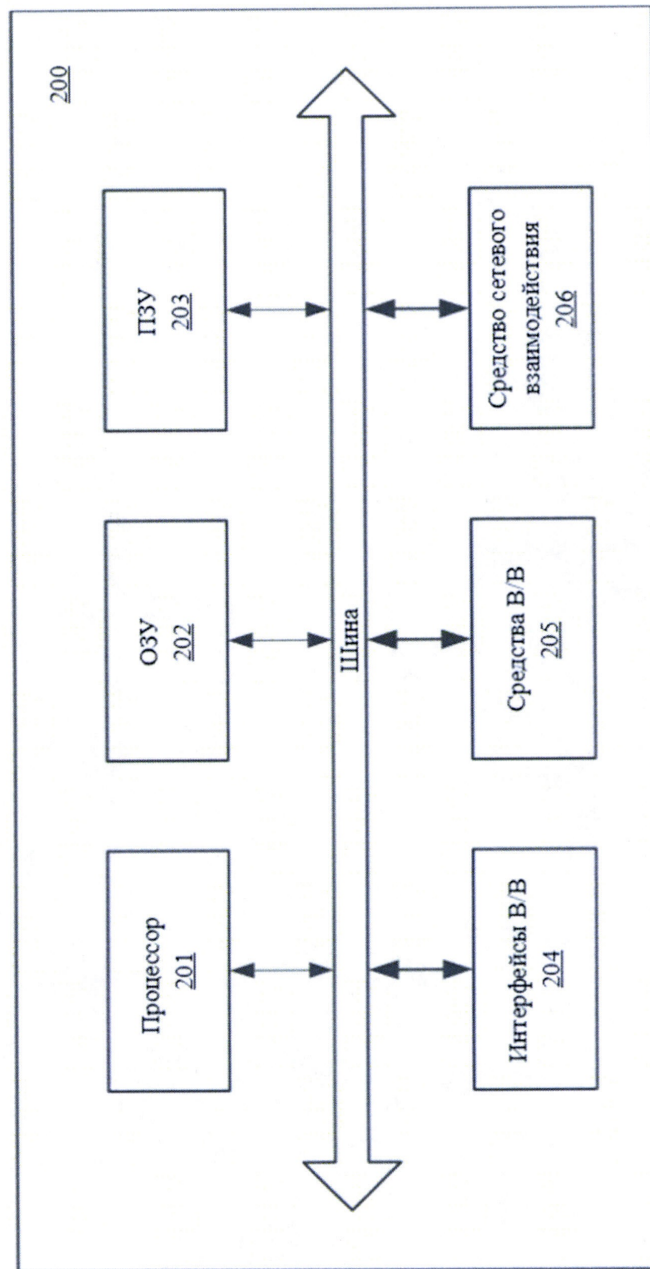 200
Процессор
201
ОЗУ
202
ПЗУ
203
Шина
Интерфейсы В/В
204
Средства В/В
205
Средство сетевого
взаимодействия
206